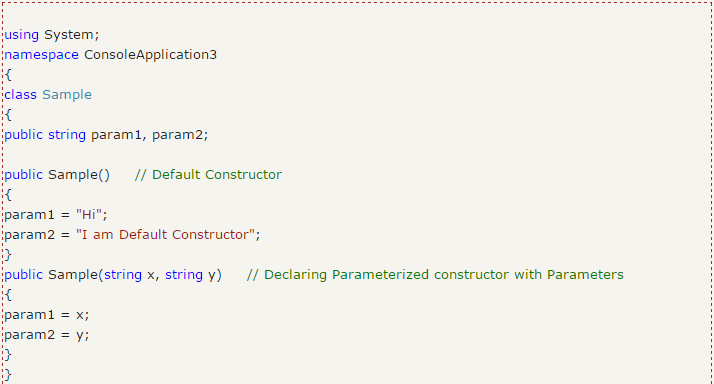 using System;
namespace ConsoleApplication3
{
class Sample
{
public string param1, param2;
public Sample()      // Default Constructor
{
param1 = "Hi";
param2 = "I am Default Constructor";
}
public Sample(string x, string y)      // Declaring Parameterized constructor with Parameters
{
param1 = x;
param2 = y;
}
}